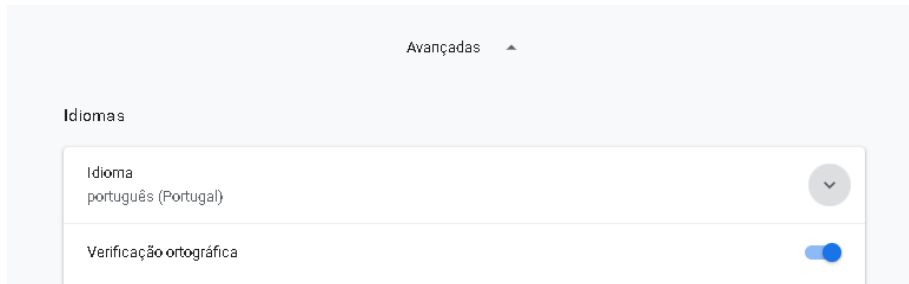 Avançadas
Idiomas
Idioma
português (Portugal)
Verificação ortográfica